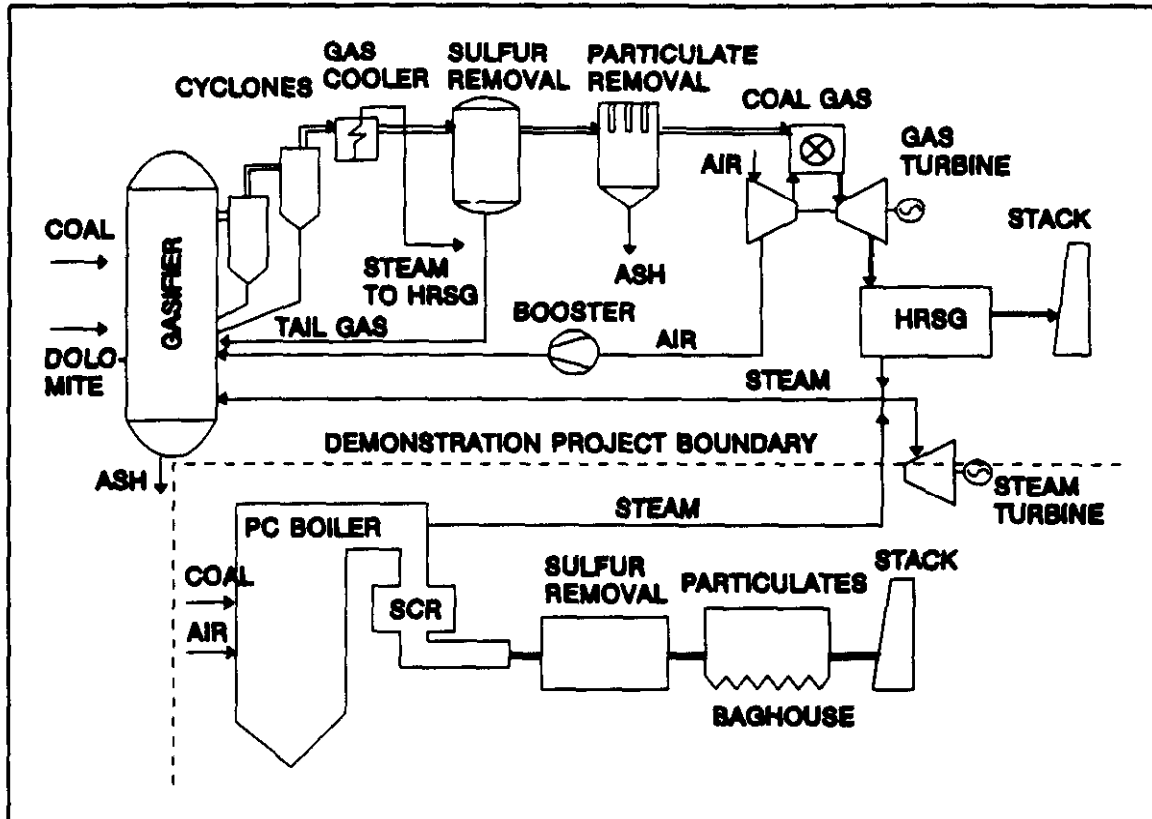 CYCLONES
GAS
COOLER
SULFUR
REMOVAL
PARTICULATE
REMOVAL
COAL GAS
GAS
TURBINE
AIR
STACK
COAL
GASIFIER
STEAM
TO HRSG
ASH
HRSG
TAIL GAS
BOOSTER
AIR
DOLO
MITE
STEAM
DEMONSTRATION PROJECT BOUNDARY
ASH
STEAM
TURBINE
PC BOILER
STEAM
COAL
AIR
SCR
SULFUR
REMOVAL
PARTICULATES
STACK
BAGHOUSE